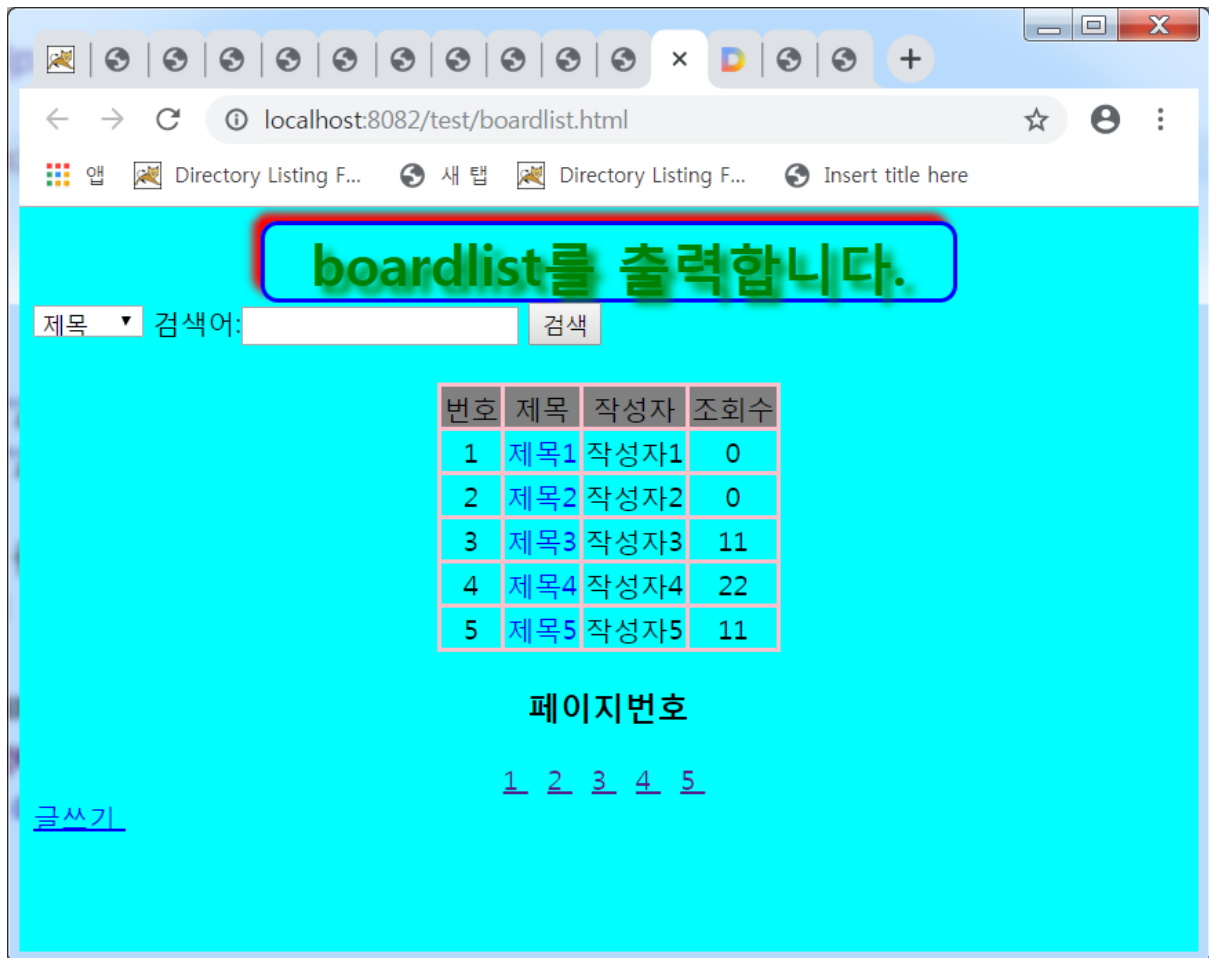 localhost:8082/test/boardlist.html
앱 Directory Listing F... 새 탭 Directory Listing F... Insert title here
boardlist를 출력합니다.
제목 검색어: 검색
번호 제목 작성자 조회수
1 제목1 작성자1 0
2 제목2 작성자2 0
3 제목3 작성자3 11
4 제목4 작성자4 22
5 제목5 작성자5 11
페이지번호
1 2 3 4 5
글쓰기